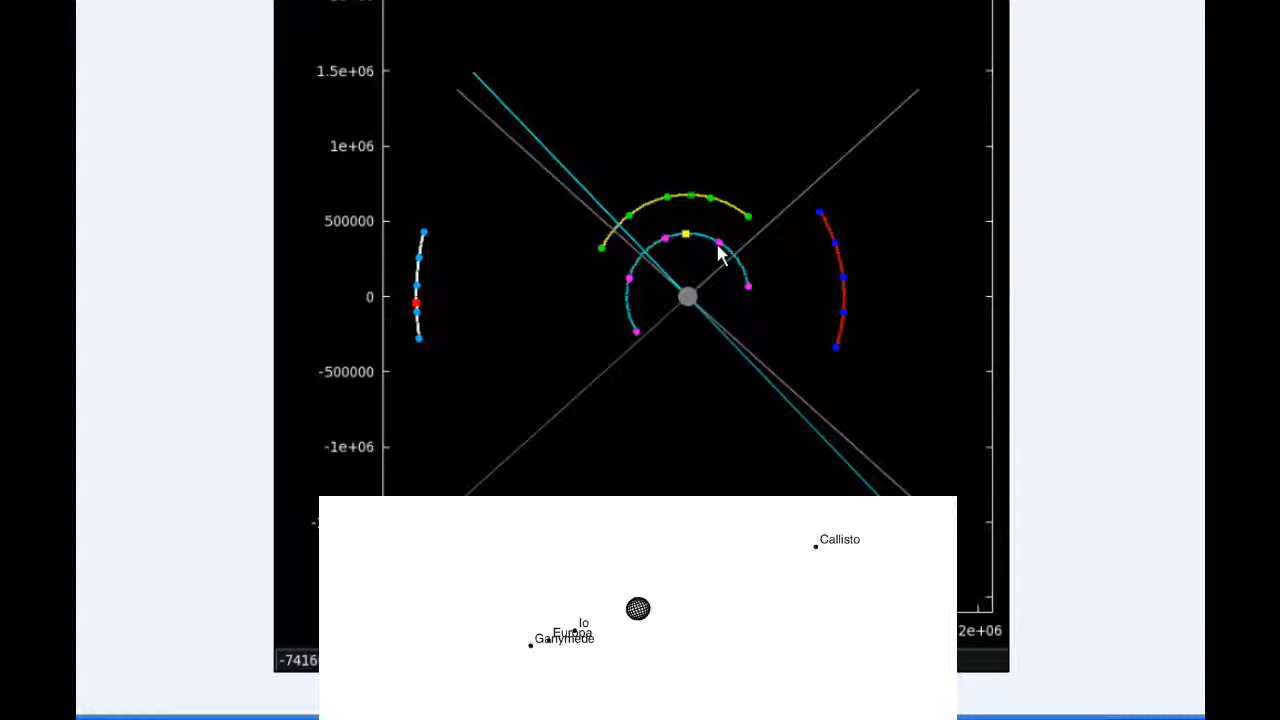 1.5e+06
1e+06
500000
0
-500000
-1e+06
Callisto
Io
Europa
Ganymede
2e+06
-7416